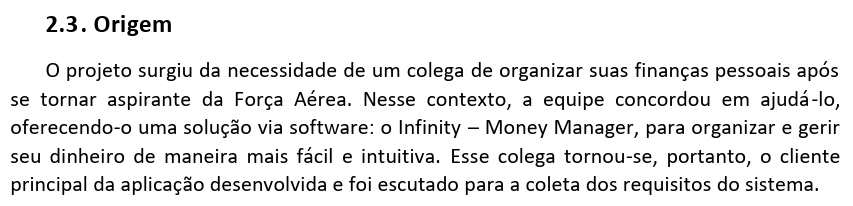 2.3. Origem
O projeto surgiu da necessidade de um colega de organizar suas finanças pessoais após
se tornar aspirante da Força Aérea. Nesse contexto, a equipe concordou em ajudá-lo,
oferecendo-o uma solução via software: o Infinity – Money Manager, para organizar e gerir
seu dinheiro de maneira mais fácil e intuitiva. Esse colega tornou-se, portanto, o cliente
principal da aplicação desenvolvida e foi escutado para a coleta dos requisitos do sistema.